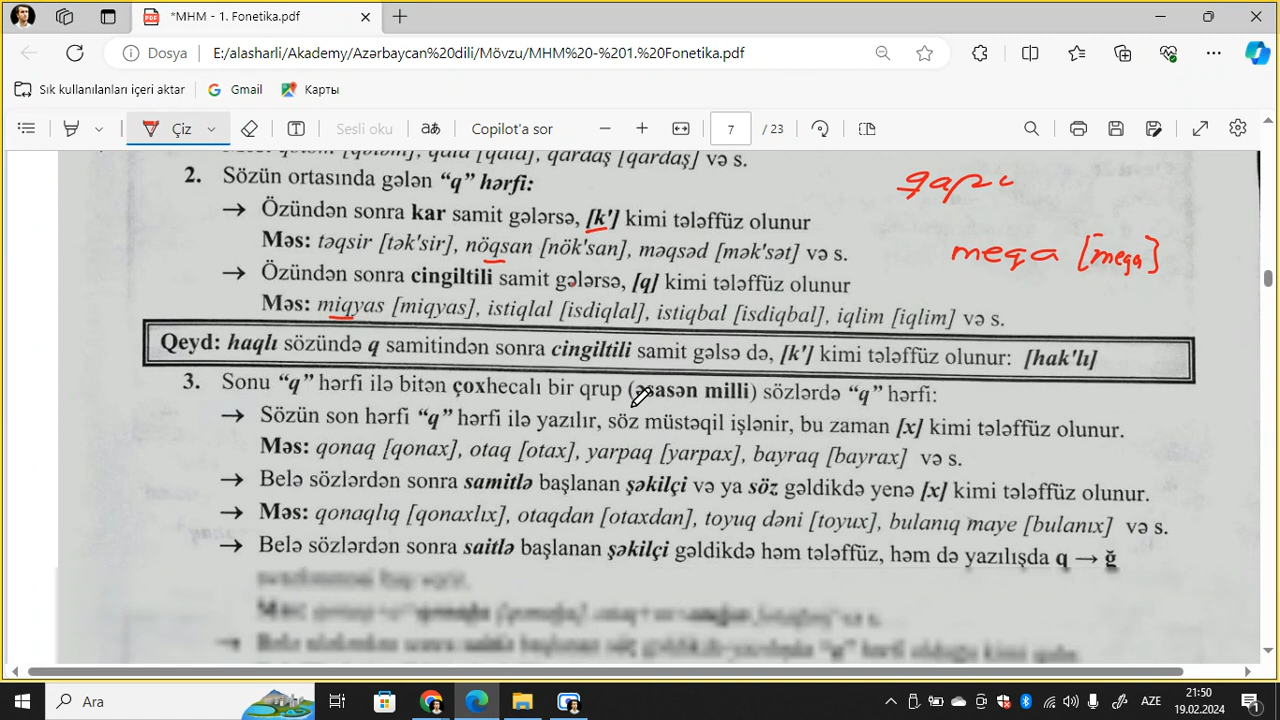 *MHM - 1. Fonetika.pdf
Dosya E:/alasharli/Akademy/Azərbaycan%20dili/Mövzu/MHM%20-%201.%20Fonetika.pdf
Sık kullanılanları içeri aktar Gmail Карты
Çiz aあ Sesli oku Copilot'a sor 7 / 23
qardaş [qardaş] və s.
2. Sözün ortasında gələn “q” hərfi:
qapı
→ Özündən sonra kar samit gələrsə, [k'] kimi tələffüz olunur
Məs: təqsir [tək'sir], nöqsan [nök'san], məqsəd [mək'sət] və s.
meqa [meqa]
→ Özündən sonra cingiltili samit gələrsə, [q] kimi tələffüz olunur
Məs: miqyas [miqyas], istiqlal [isdiqlal], istiqbal [isdiqbal], iqlim [iqlim] və s.
Qeyd: haqlı sözündə q samitindən sonra cingiltili samit gəlsə də, [k'] kimi tələffüz olunur: [hak'lı]
3. Sonu “q” hərfi ilə bitən çoxhecalı bir qrup (əsasən milli) sözlərdə “q” hərfi:
→ Sözün son hərfi “q” hərfi ilə yazılır, söz müstəqil işlənir, bu zaman [x] kimi tələffüz olunur.
Məs: qonaq [qonax], otaq [otax], yarpaq [yarpax], bayraq [bayrax] və s.
→ Belə sözlərdən sonra samitlə başlanan şəkilçi və ya söz gəldikdə yenə [x] kimi tələffüz olunur.
→ Məs: qonaqlıq [qonaxlıx], otaqdan [otaxdan], toyuq dəni [toyux], bulanıq maye [bulanıx] və s.
→ Belə sözlərdən sonra saitlə başlanan şəkilçi gəldikdə həm tələffüz, həm də yazılışda q → ğ
Ara
AZE
21:50
19.02.2024